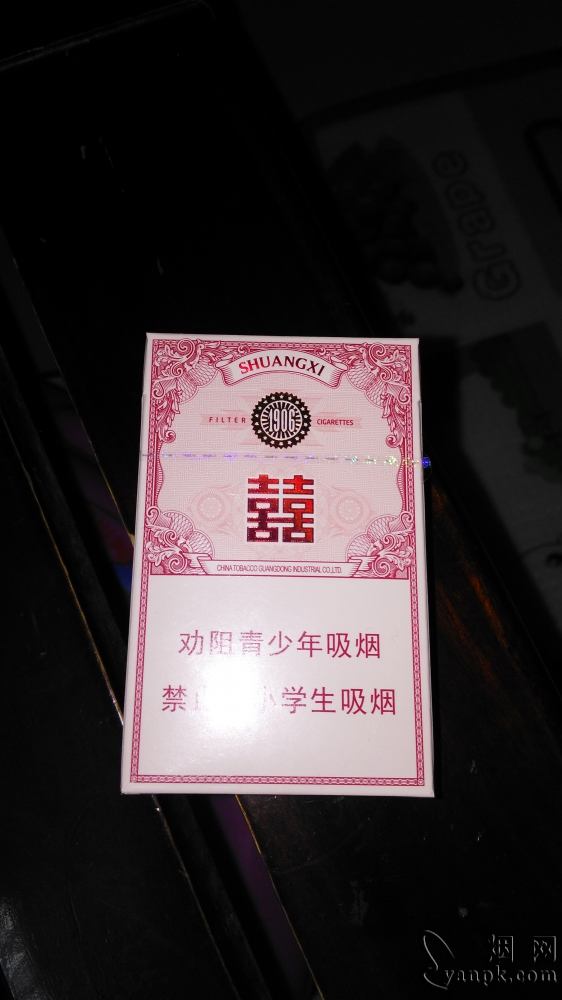 Grape
SHUANGXI
1906
FILTER CIGARETTES
囍
CHINA TOBACCO GUANGDONG INDUSTRIAL CO.,LTD.
劝阻青少年吸烟
禁 小学生吸烟
烟网
yanpk.com